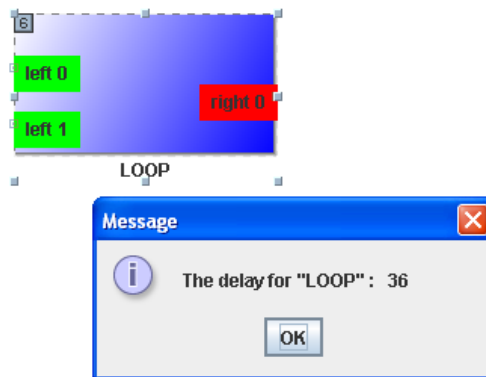 6
left 0
right 0
left 1
LOOP
Message
The delay for "LOOP" : 36
OK